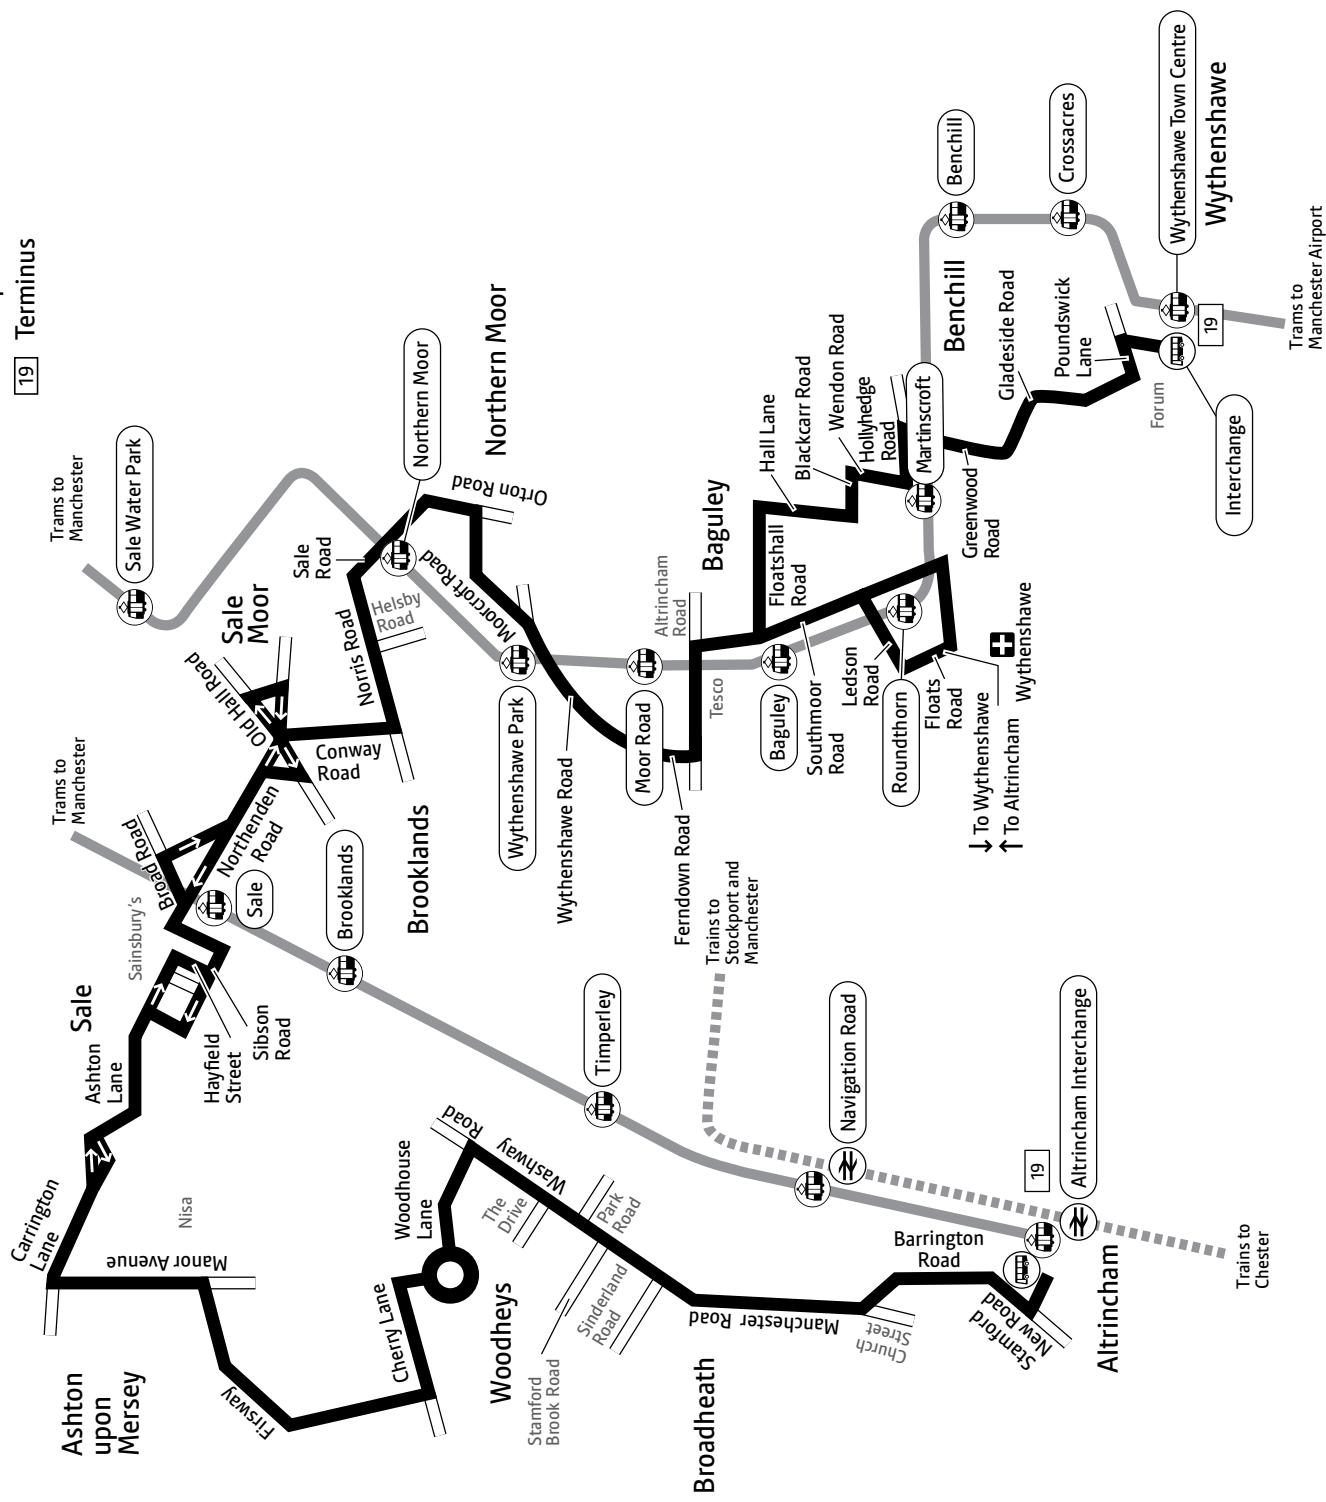 19 Terminus
Trams to
Manchester
Sale Water Park
Trams to
Manchester
Northern Moor
Northern Moor
Orton Road
Sale
Road
Moorcroft Road
Helsby
Road
Norris Road
Sale
Moor
Old Hall Road
Conway
Road
Brooklands
Northenden
Road
Broad Road
Sainsbury's
Sale
Brooklands
Sale
Ashton
Lane
Hayfield
Street
Sibson
Road
Carrington
Lane
Nisa
Manor Avenue
Ashton
upon
Mersey
Firsway
Cherry Lane
Woodhouse
Lane
Woodheys
Washway
Road
The
Drive
Park
Road
Sinderland
Road
Stamford
Brook Road
Broadheath
Manchester Road
Church
Street
Barrington
Road
Stamford
New Road
Altrincham
19
Altrincham Interchange
Navigation Road
Timperley
Trains to
Stockport and
Manchester
Trains to
Chester
Wythenshawe Park
Wythenshawe Road
Moor Road
Ferndown Road
Altrincham
Road
Tesco
Baguley
Baguley
Floatshall
Road
Hall Lane
Blackcarr Road
Wendon Road
Hollyhedge
Road
Southmoor
Road
Ledson
Road
Roundthorn
Floats
Road
Wythenshawe
To Wythenshawe
To Altrincham
Martinscroft
Greenwood
Road
Benchill
Benchill
Crossacres
Gladeside Road
Poundswick
Lane
Forum
Interchange
19
Wythenshawe Town Centre
Wythenshawe
Trams to
Manchester Airport